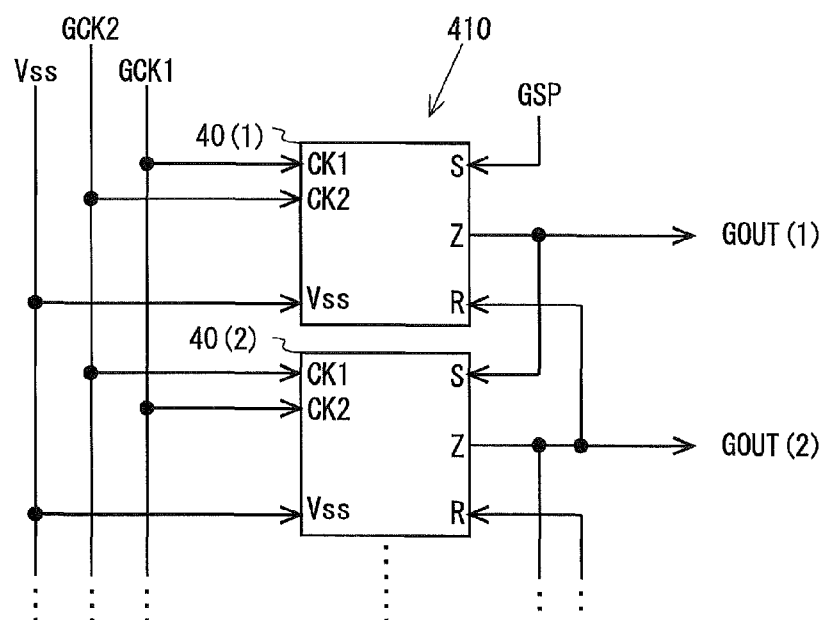 GCK2
410
Vss
GCK1
GSP
40(1)
CK1
S
CK2
Z
GOUT(1)
Vss
R
40(2)
CK1
S
CK2
Z
GOUT(2)
Vss
R